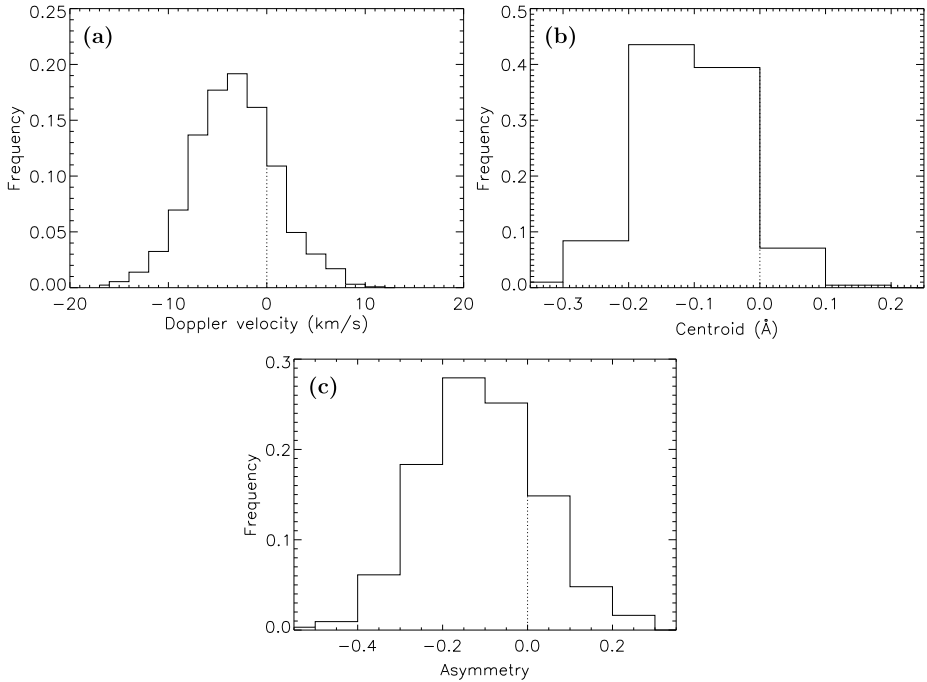 (a)
Frequency
0.25
0.20
0.15
0.10
0.05
0.00
−20 −10 0 10 20
Doppler velocity (km/s)
(b)
Frequency
0.5
0.4
0.3
0.2
0.1
0.0
−0.3 −0.2 −0.1 0.0 0.1 0.2
Centroid (Å)
(c)
Frequency
0.3
0.2
0.1
0.0
−0.4 −0.2 0.0 0.2
Asymmetry